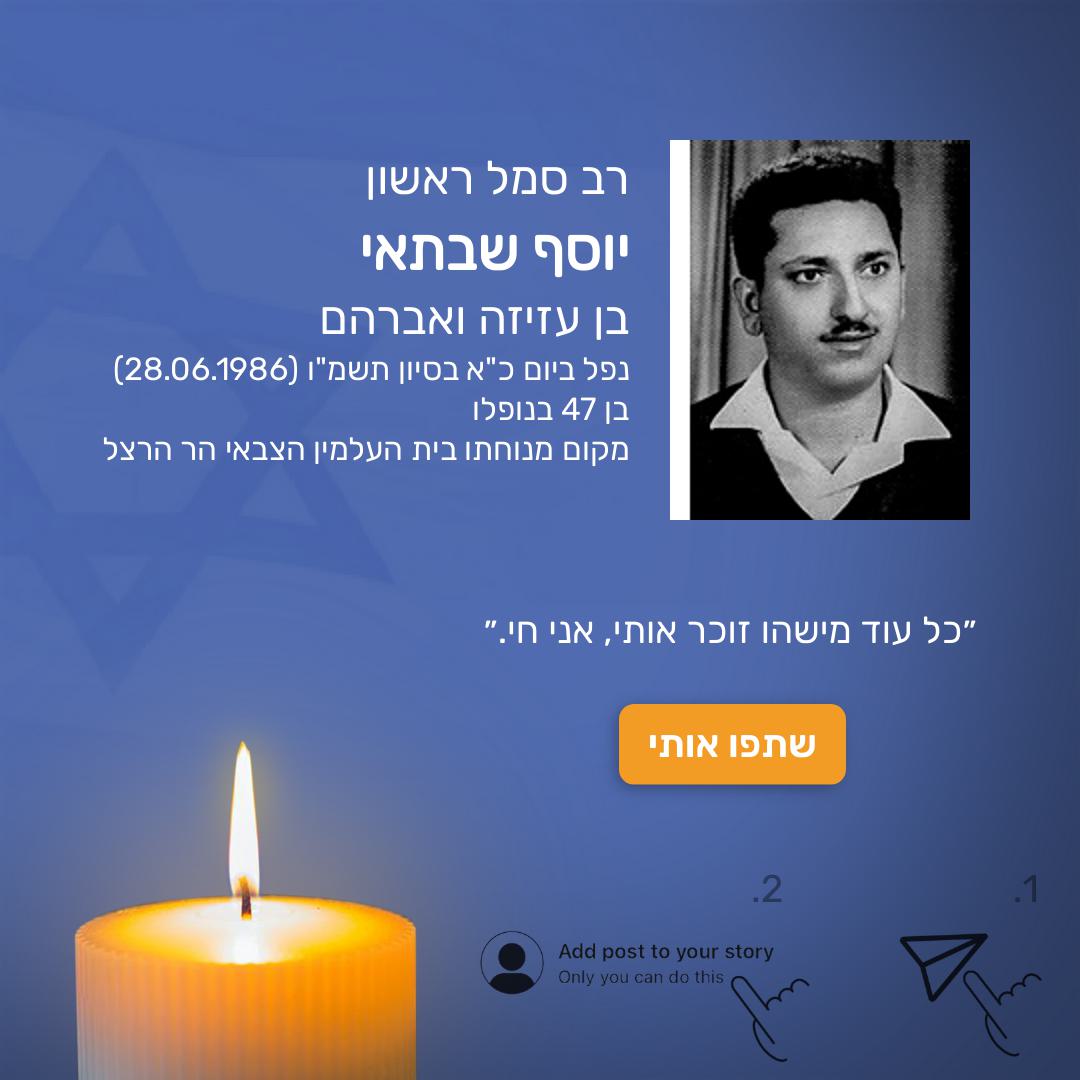 רב סמל ראשון
יוסף שבתאי
בן עזיזה ואברהם
נפל ביום כ"א בסיון תשמ"ו (28.06.1986)
בן 47 בנופלו
מקום מנוחתו בית העלמין הצבאי הר הרצל
״כל עוד מישהו זוכר אותי, אני חי.״
שתפו אותי
.1
.2
Add post to your story
Only you can do this